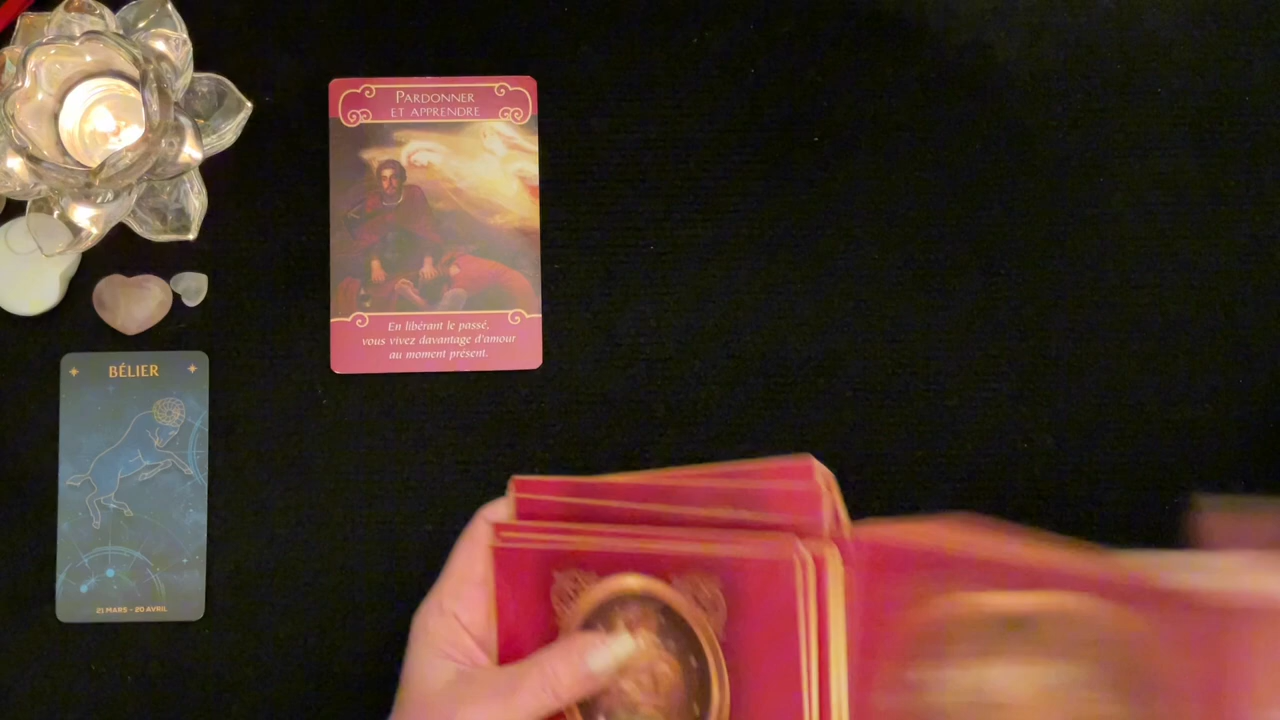 PARDONNER
ET APPRENDRE
En libérant le passé,
vous vivez davantage d'amour
au moment présent.
BÉLIER
21 MARS - 20 AVRIL